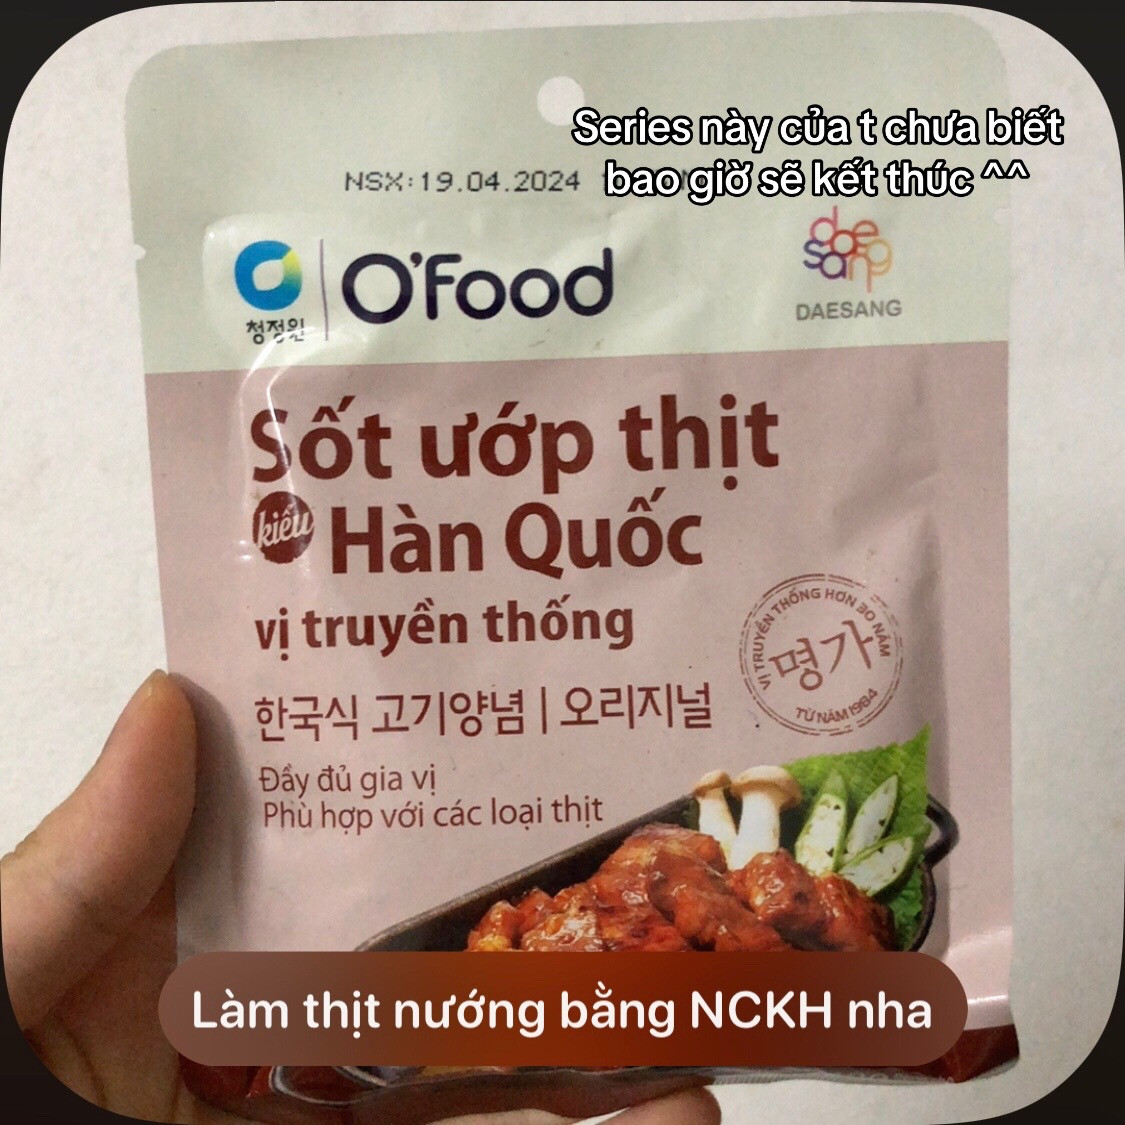 Series này của t chưa biết
bao giờ sẽ kết thúc ^^
NSX:19.04.2024
청정원
O'Food
daesang
DAESANG
Sốt ướp thịt
kiểu Hàn Quốc
vị truyền thống
한국식 고기양념 | 오리지널
VỊ TRUYỀN THỐNG HƠN 30 NĂM
명가
TỪ NĂM 1984
Đầy đủ gia vị
Phù hợp với các loại thịt
Làm thịt nướng bằng NCKH nha